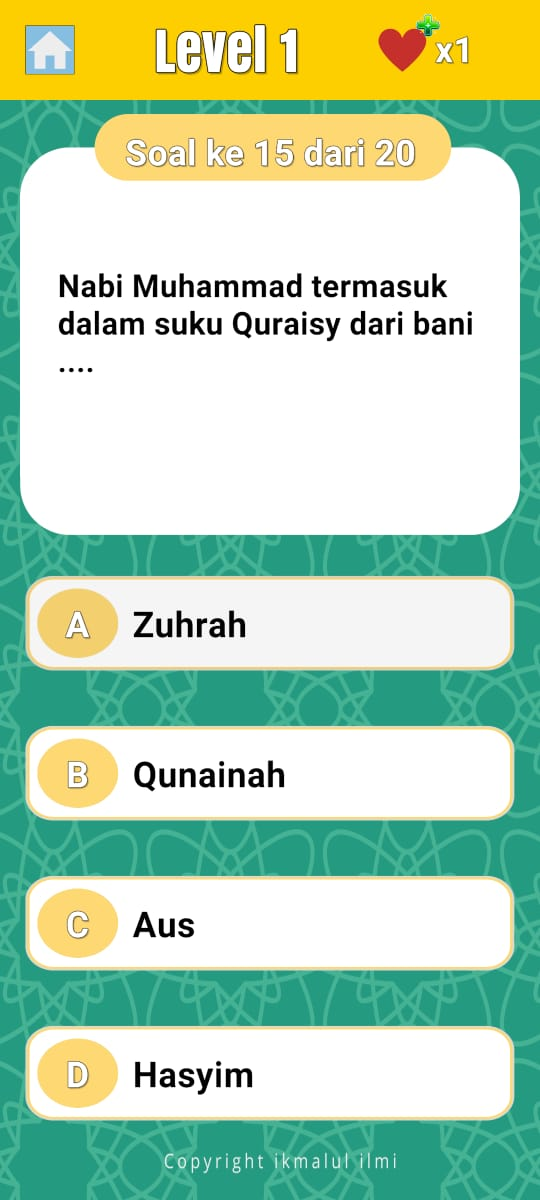 Level 1
x1
Soal ke 15 dari 20
Nabi Muhammad termasuk
dalam suku Quraisy dari bani
....
A Zuhrah
B Qunainah
C Aus
D Hasyim
Copyright ikmalul ilmi